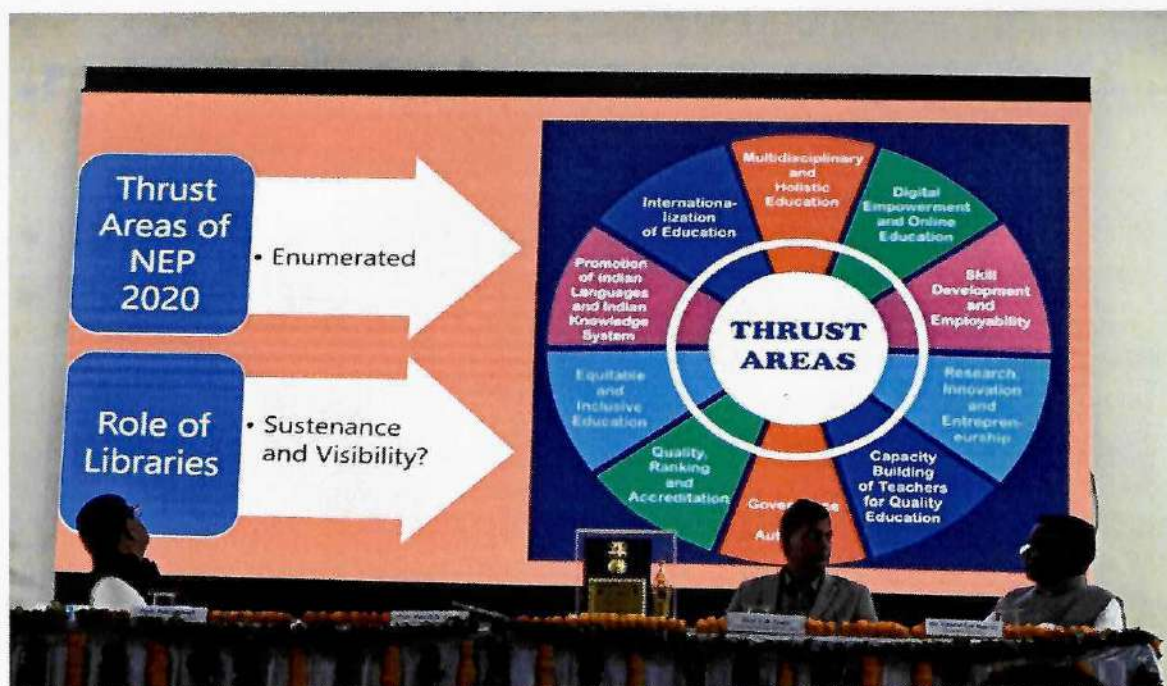 Thrust
Areas of
NEP
2020
• Enumerated
Role of
Libraries
• Sustenance
and Visibility?
THRUST
AREAS
Multidisciplinary
and
Holistic
Education
Digital
Empowerment
and Online
Education
Skill
Development
and
Employability
Research,
Innovation
and
Entrepren-
eurship
Capacity
Building
of Teachers
for Quality
Education
Quality,
Ranking
and
Accreditation
Equitable
and
Inclusive
Education
Promotion
of Indian
Languages
and Indian
Knowledge
System
Internationa-
lization
of Education